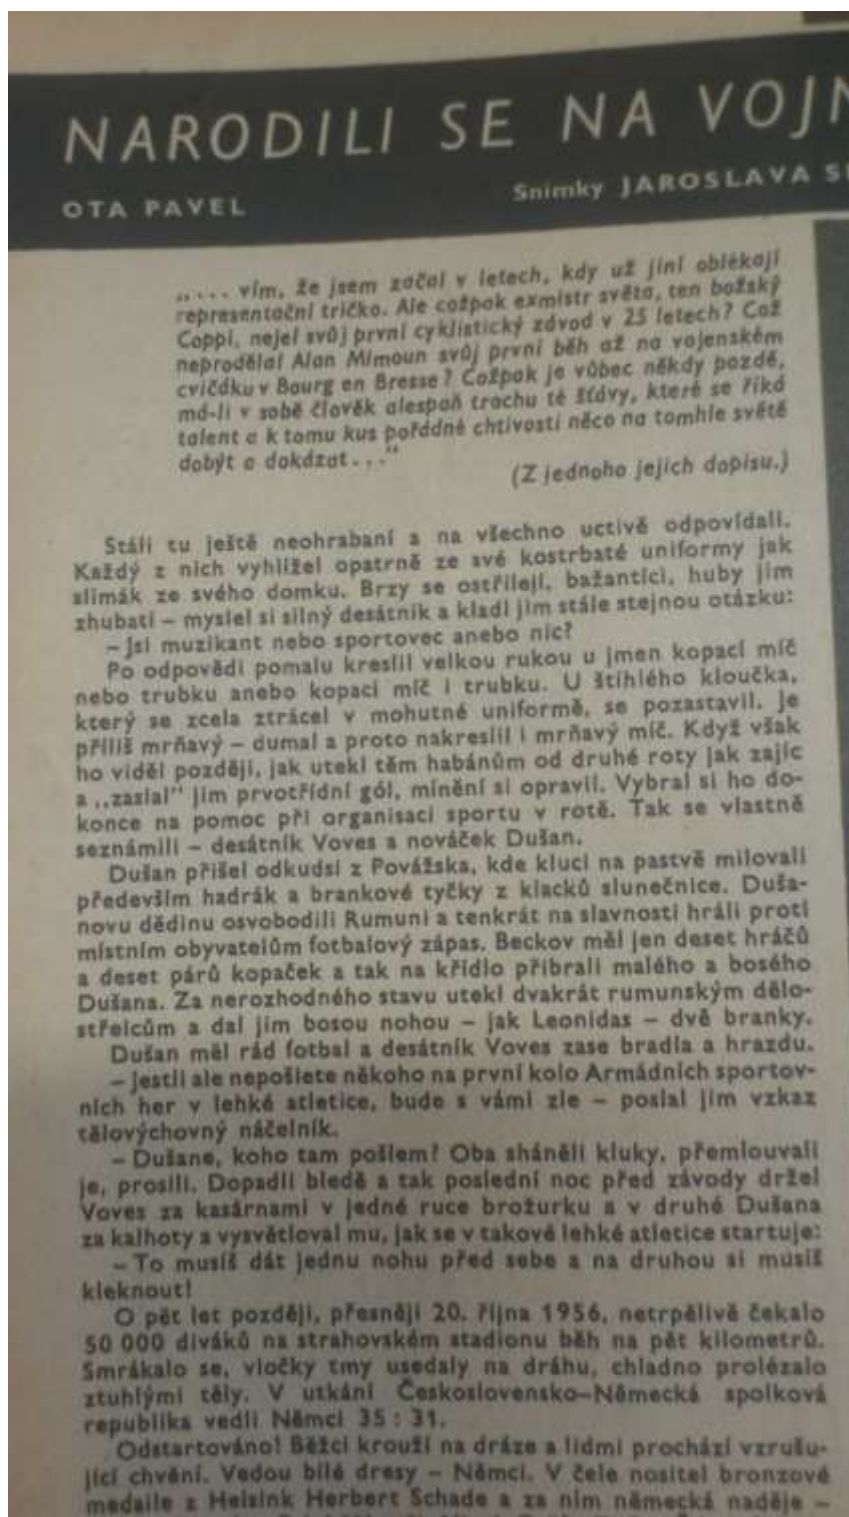 NARODILI SE NA VOJN
OTA PAVEL
Snímky JAROSLAVA S
„.... vím, že jsem začal v letech, kdy už jiní oblékají
representační tričko. Ale cožpak exmistr světa, ten božský
Coppi, nejel svůj první cyklistický závod v 25 letech? Což
neprodělal Alan Mimoun svůj první běh až na vojenském
cvičáku v Bourg en Bresse? Cožpak je vůbec někdy pozdě,
má-li v sobě člověk alespoň trochu té šťávy, které se říká
talent a k tomu kus pořádné chtivosti něco na tomhle světě
dobýt a dokázat..."
(Z jednoho jejich dopisu.)
Stáli tu ještě neohrabaní a na všechno uctivě odpovídali.
Každý z nich vyhlížel opatrně ze své kostrbaté uniformy jak
slimák ze svého domku. Brzy se ostřílejí, bažantíci, huby jim
zhubatí – myslel si silný desátník a kladl jim stále stejnou otázku:
– Jsi muzikant nebo sportovec anebo nic?
Po odpovědi pomalu kreslil velkou rukou u jmen kopací míč
nebo trubku anebo kopací míč i trubku. U štíhlého kloučka,
který se zcela ztrácel v mohutné uniformě, se pozastavil. Je
příliš mrňavý – dumal a proto nakreslil i mrňavý míč. Když však
ho viděl později, jak utekl těm habánům od druhé roty jak zajíc
a „zaslal" jim prvotřídní gól, mínění si opravil. Vybral si ho do-
konce na pomoc při organisaci sportu v rotě. Tak se vlastně
seznámili – desátník Voves a nováček Dušan.
Dušan přišel odkudsi z Povážska, kde kluci na pastvě milovali
především hadrák a brankové tyčky z klacků slunečnice. Duša-
novu dědinu osvobodili Rumuni a tenkrát na slavnosti hráli proti
místním obyvatelům fotbalový zápas. Beckov měl jen deset hráčů
a deset párů kopaček a tak na křídlo přibrali malého a bosého
Dušana. Za nerozhodného stavu utekl dvakrát rumunským dělo-
střelcům a dal jim bosou nohou – jak Leonidas – dvě branky.
Dušan měl rád fotbal a desátník Voves zase bradla a hrazdu.
– Jestli ale nepošlete někoho na první kolo Armádních sportov-
ních her v lehké atletice, bude s vámi zle – poslal jim vzkaz
tělovýchovný náčelník.
– Dušane, koho tam pošlem? Oba sháněli kluky, přemlouvali
je, prosili. Dopadli bledě a tak poslední noc před závody držel
Voves za kasárnami v jedné ruce brožurku a v druhé Dušana
za kalhoty a vysvětloval mu, jak se v takové lehké atletice startuje:
– To musíš dát jednu nohu před sebe a na druhou si musíš
kleknout!
O pět let později, přesněji 20. října 1956, netrpělivě čekalo
50 000 diváků na strahovském stadionu běh na pět kilometrů.
Smrákalo se, vločky tmy usedaly na dráhu, chladno prolézalo
ztuhlými těly. V utkání Československo–Německá spolková
republika vedli Němci 35 : 31.
Odstartováno! Běžci krouží na dráze a lidmi prochází vzrušu-
jící chvění. Vedou bílé dresy – Němci. V čele nositel bronzové
medaile z Helsink Herbert Schade a za ním německá naděje –